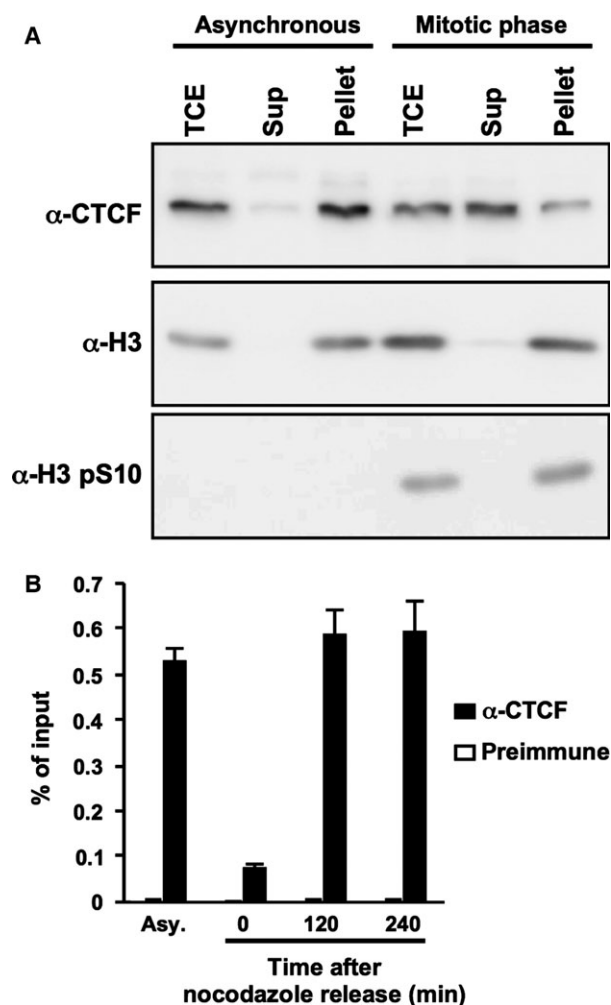 A
Asynchronous Mitotic phase
TCE Sup Pellet TCE Sup Pellet
α-CTCF
α-H3
α-H3 pS10
B
0.7
0.6
0.5
0.4
0.3
0.2
0.1
0
% of input
α-CTCF
Preimmune
Asy. 0 120 240
Time after
nocodazole release (min)